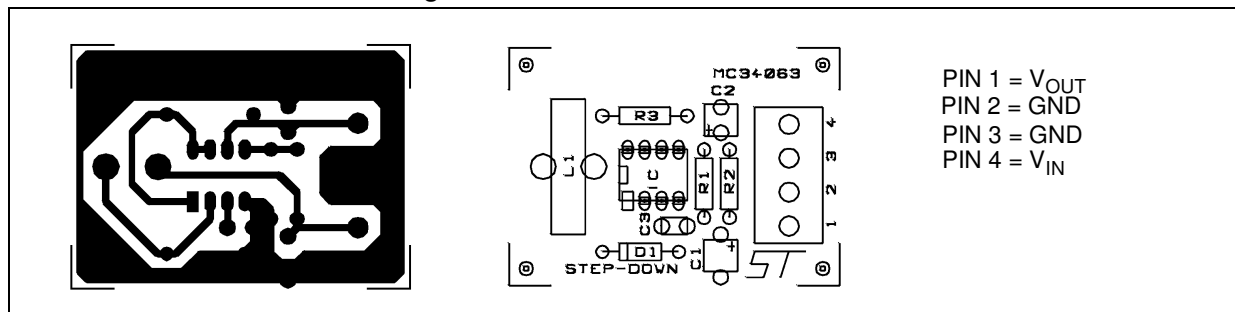 MC34063
C2
R3
+
4
3
2
1
L1
IC
R1
R2
C3
D1
C1
+
STEP-DOWN
ST
PIN 1 = VOUT
PIN 2 = GND
PIN 3 = GND
PIN 4 = VIN